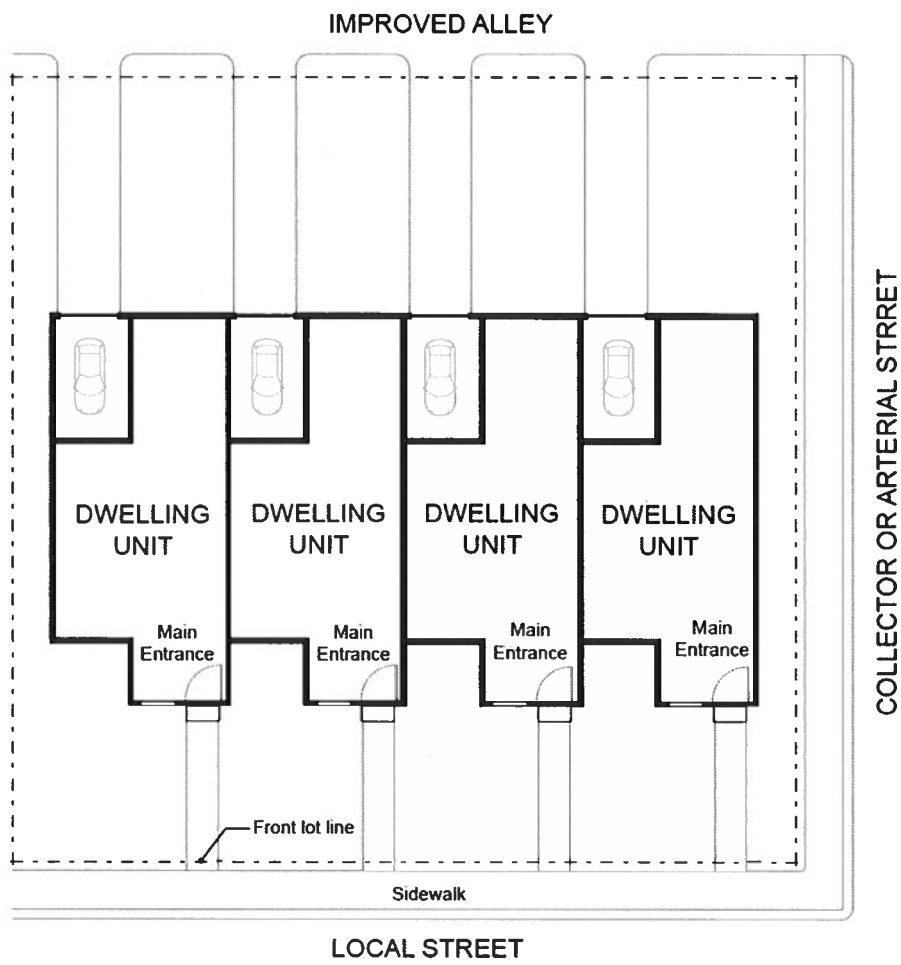 IMPROVED ALLEY
DWELLING
UNIT
DWELLING
UNIT
DWELLING
UNIT
DWELLING
UNIT
COLLECTOR OR ARTERIAL STRRET
Main
Entrance
Main
Entrance
Main
Entrance
Main
Entrance
Front lot line
Sidewalk
LOCAL STREET